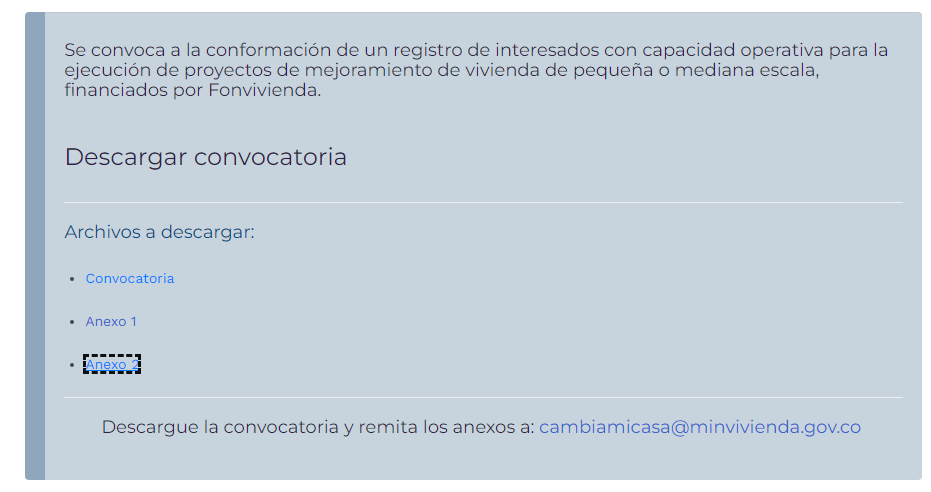 Se convoca a la conformación de un registro de interesados con capacidad operativa para la
ejecución de proyectos de mejoramiento de vivienda de pequeña o mediana escala,
financiados por Fonvivienda.
Descargar convocatoria
Archivos a descargar:
• Convocatoria
• Anexo 1
• Anexo 2
Descargue la convocatoria y remita los anexos a: cambiamicasa@minvivienda.gov.co